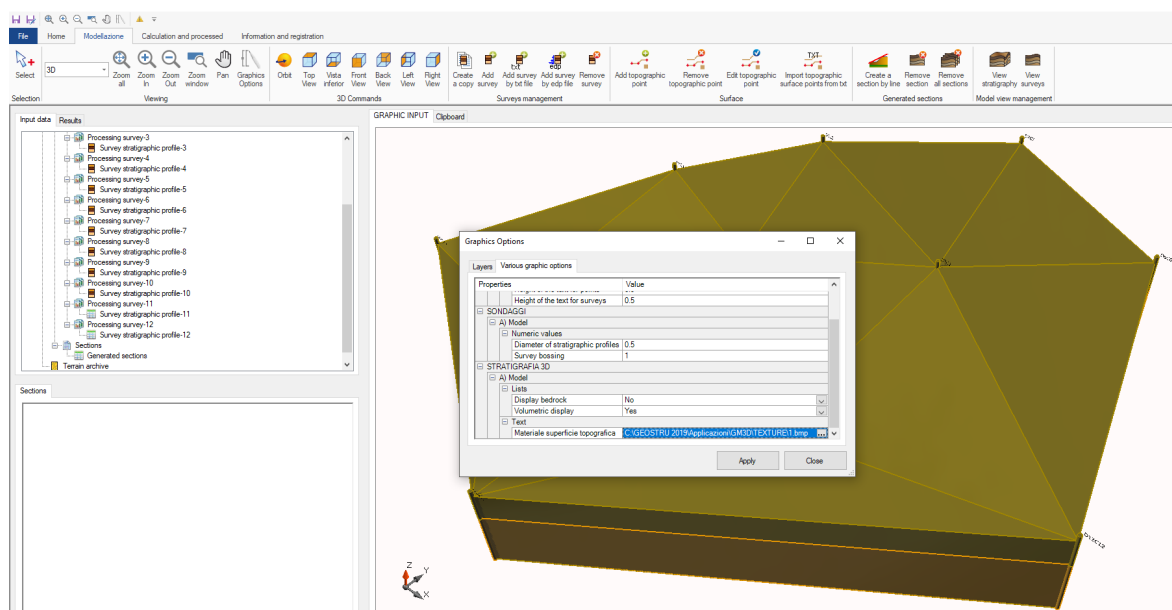 File Home Modellazione Calculation and processed Information and registration
Select 3D Zoom all Zoom In Zoom Out Zoom window Pan Graphics Options Orbit Top View Vista inferior Front View Back View Left View Right View Create a copy Add survey Add survey by txt file Add survey by edp file Remove survey Add topographic point Remove topographic point Edit topographic point Import topographic surface points from txt Create a section by line Remove section Remove all sections View stratigraphy View surveys
Selection Viewing 3D Commands Surveys management Surface Generated sections Model view management
Input data Results
GRAPHIC INPUT Clipboard
Processing survey-3
Survey stratigraphic profile-3
Processing survey-4
Survey stratigraphic profile-4
Processing survey-5
Survey stratigraphic profile-5
Processing survey-6
Survey stratigraphic profile-6
Processing survey-7
Survey stratigraphic profile-7
Processing survey-8
Survey stratigraphic profile-8
Processing survey-9
Survey stratigraphic profile-9
Processing survey-10
Survey stratigraphic profile-10
Processing survey-11
Survey stratigraphic profile-11
Processing survey-12
Survey stratigraphic profile-12
Sections
Generated sections
Terrain archive
Sections
Graphics Options
Layers Various graphic options
Properties Value
Height of the text for surveys 0.5
SONDAGGI
A) Model
Numeric values
Diameter of stratigraphic profiles 0.5
Survey bossing 1
STRATIGRAFIA 3D
A) Model
Lists
Display bedrock No
Volumetric display Yes
Text
Materiale superficie topografica C:\GEOSTRU 2019\Applicazioni\GM3D\TEXTURE\1.bmp
Apply Close
Z
Y
X